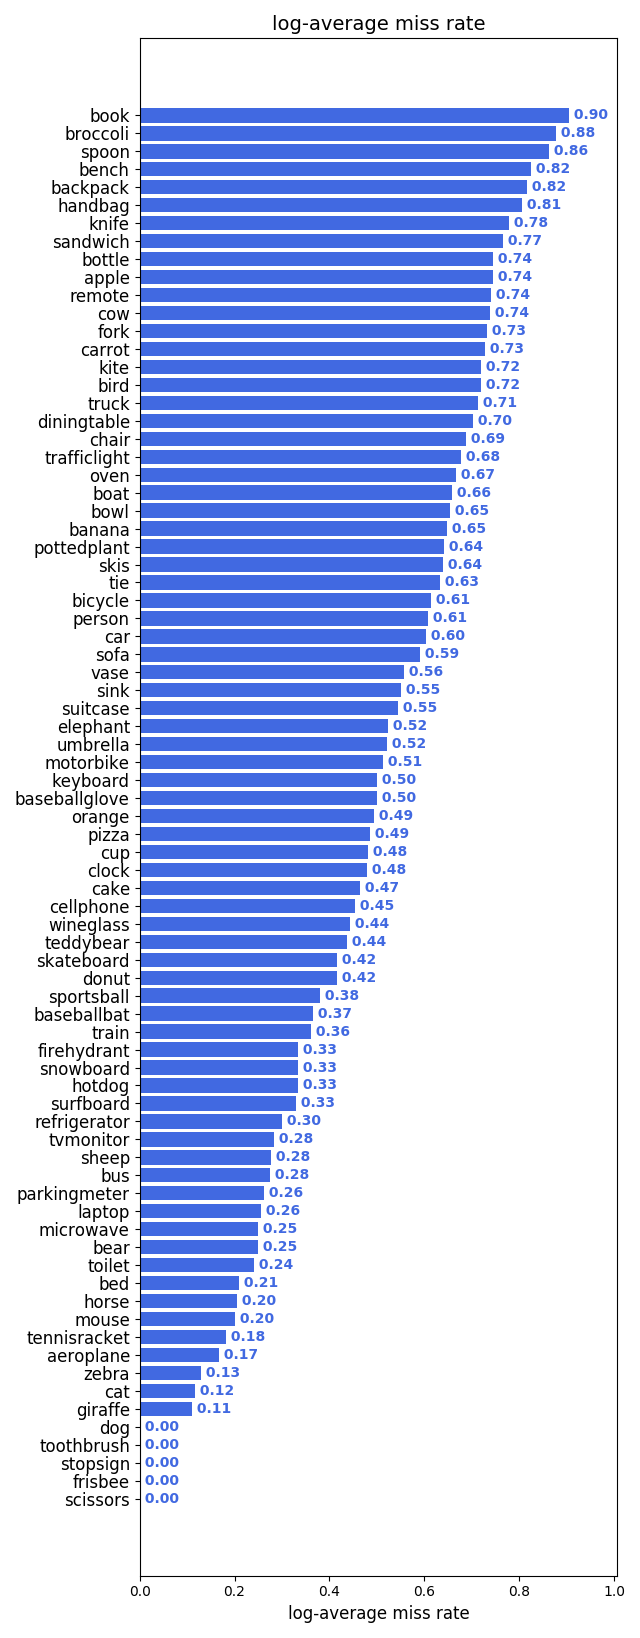 log-average miss rate
book 0.90
broccoli 0.88
spoon 0.86
bench 0.82
backpack 0.82
handbag 0.81
knife 0.78
sandwich 0.77
bottle 0.74
apple 0.74
remote 0.74
cow 0.74
fork 0.73
carrot 0.73
kite 0.72
bird 0.72
truck 0.71
diningtable 0.70
chair 0.69
trafficlight 0.68
oven 0.67
boat 0.66
bowl 0.65
banana 0.65
pottedplant 0.64
skis 0.64
tie 0.63
bicycle 0.61
person 0.61
car 0.60
sofa 0.59
vase 0.56
sink 0.55
suitcase 0.55
elephant 0.52
umbrella 0.52
motorbike 0.51
keyboard 0.50
baseballglove 0.50
orange 0.49
pizza 0.49
cup 0.48
clock 0.48
cake 0.47
cellphone 0.45
wineglass 0.44
teddybear 0.44
skateboard 0.42
donut 0.42
sportsball 0.38
baseballbat 0.37
train 0.36
firehydrant 0.33
snowboard 0.33
hotdog 0.33
surfboard 0.33
refrigerator 0.30
tvmonitor 0.28
sheep 0.28
bus 0.28
parkingmeter 0.26
laptop 0.26
microwave 0.25
bear 0.25
toilet 0.24
bed 0.21
horse 0.20
mouse 0.20
tennisracket 0.18
aeroplane 0.17
zebra 0.13
cat 0.12
giraffe 0.11
dog 0.00
toothbrush 0.00
stopsign 0.00
frisbee 0.00
scissors 0.00
0.0 0.2 0.4 0.6 0.8 1.0
log-average miss rate